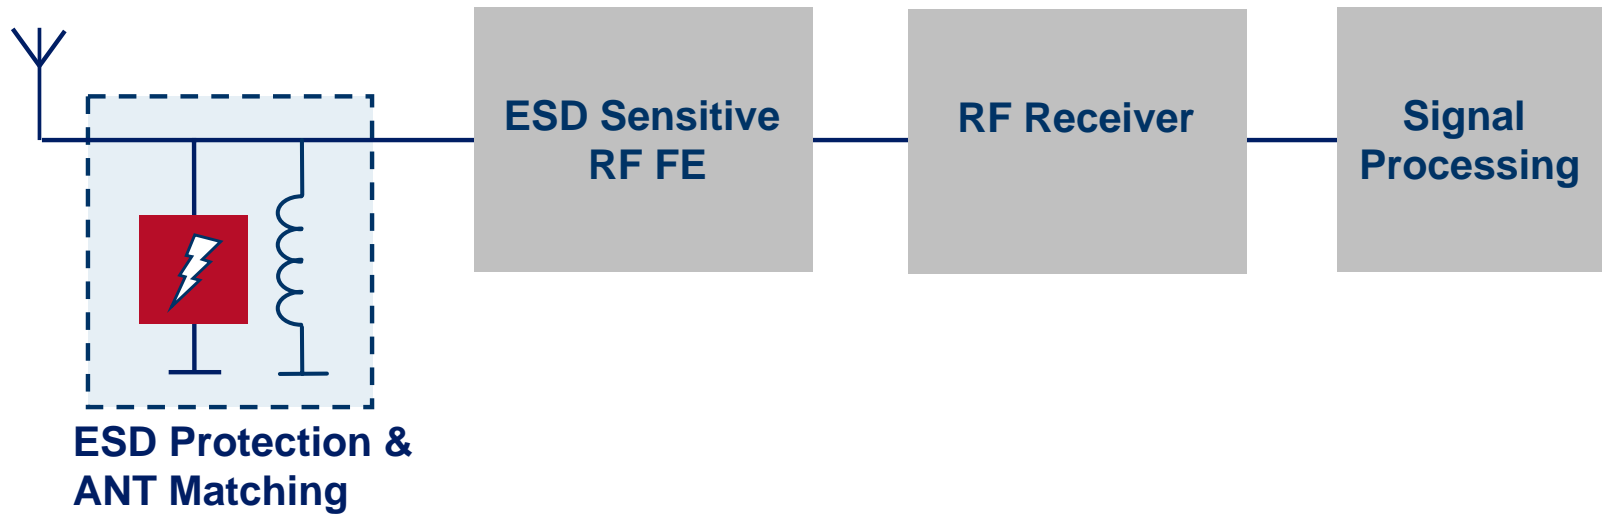 ESD Sensitive
RF FE
RF Receiver
Signal
Processing
ESD Protection &
ANT Matching